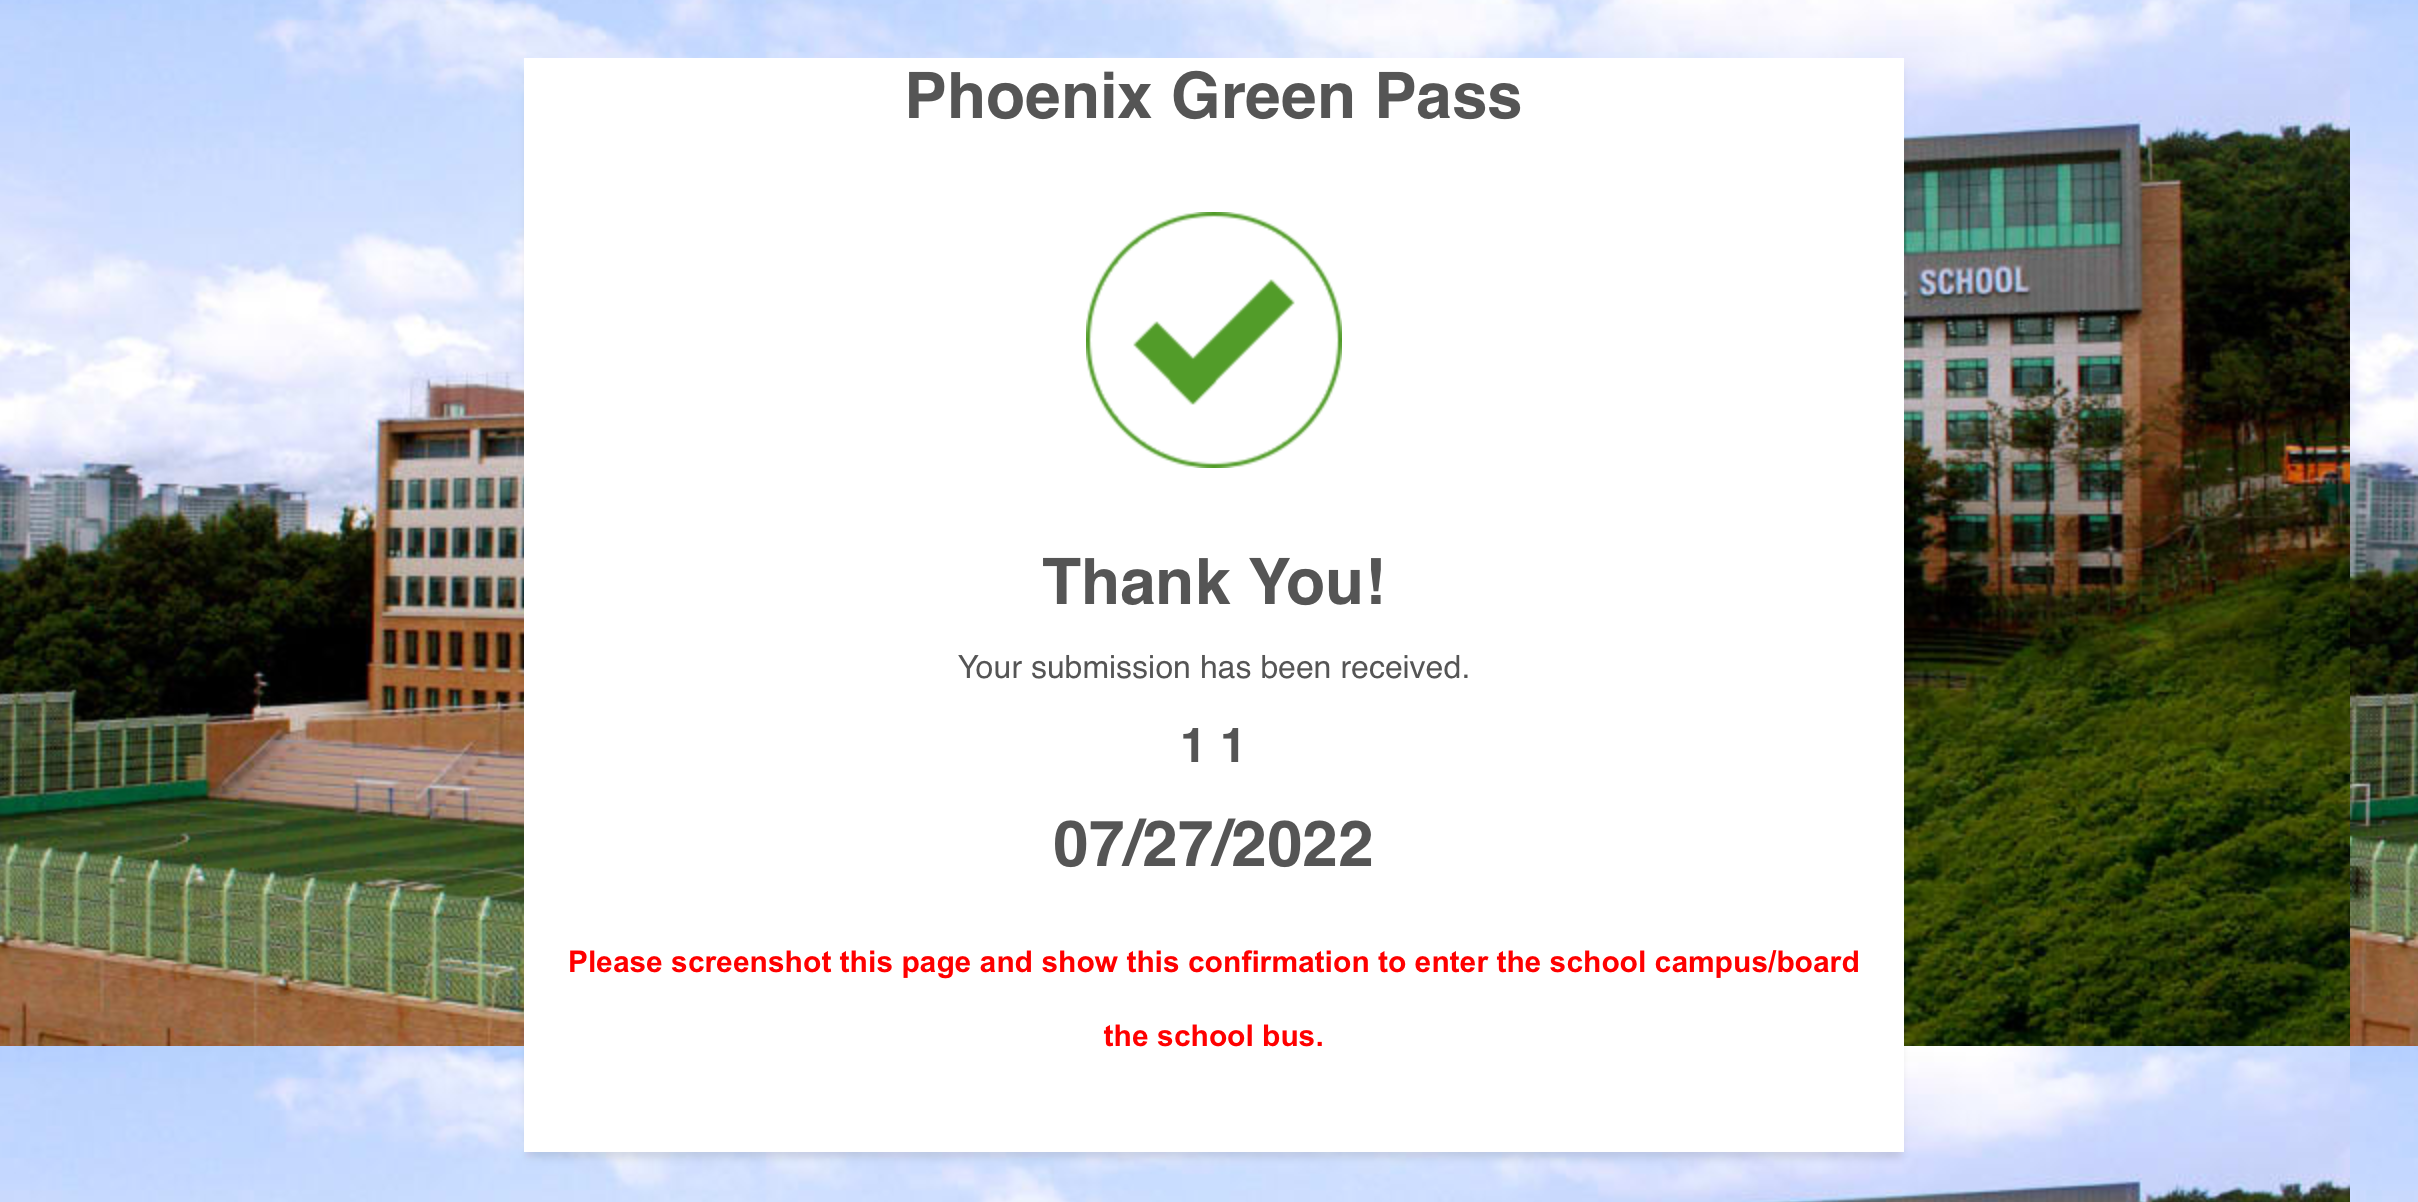 Phoenix Green Pass
SCHOOL
Thank You!
Your submission has been received.
1 1
07/27/2022
Please screenshot this page and show this confirmation to enter the school campus/board
the school bus.